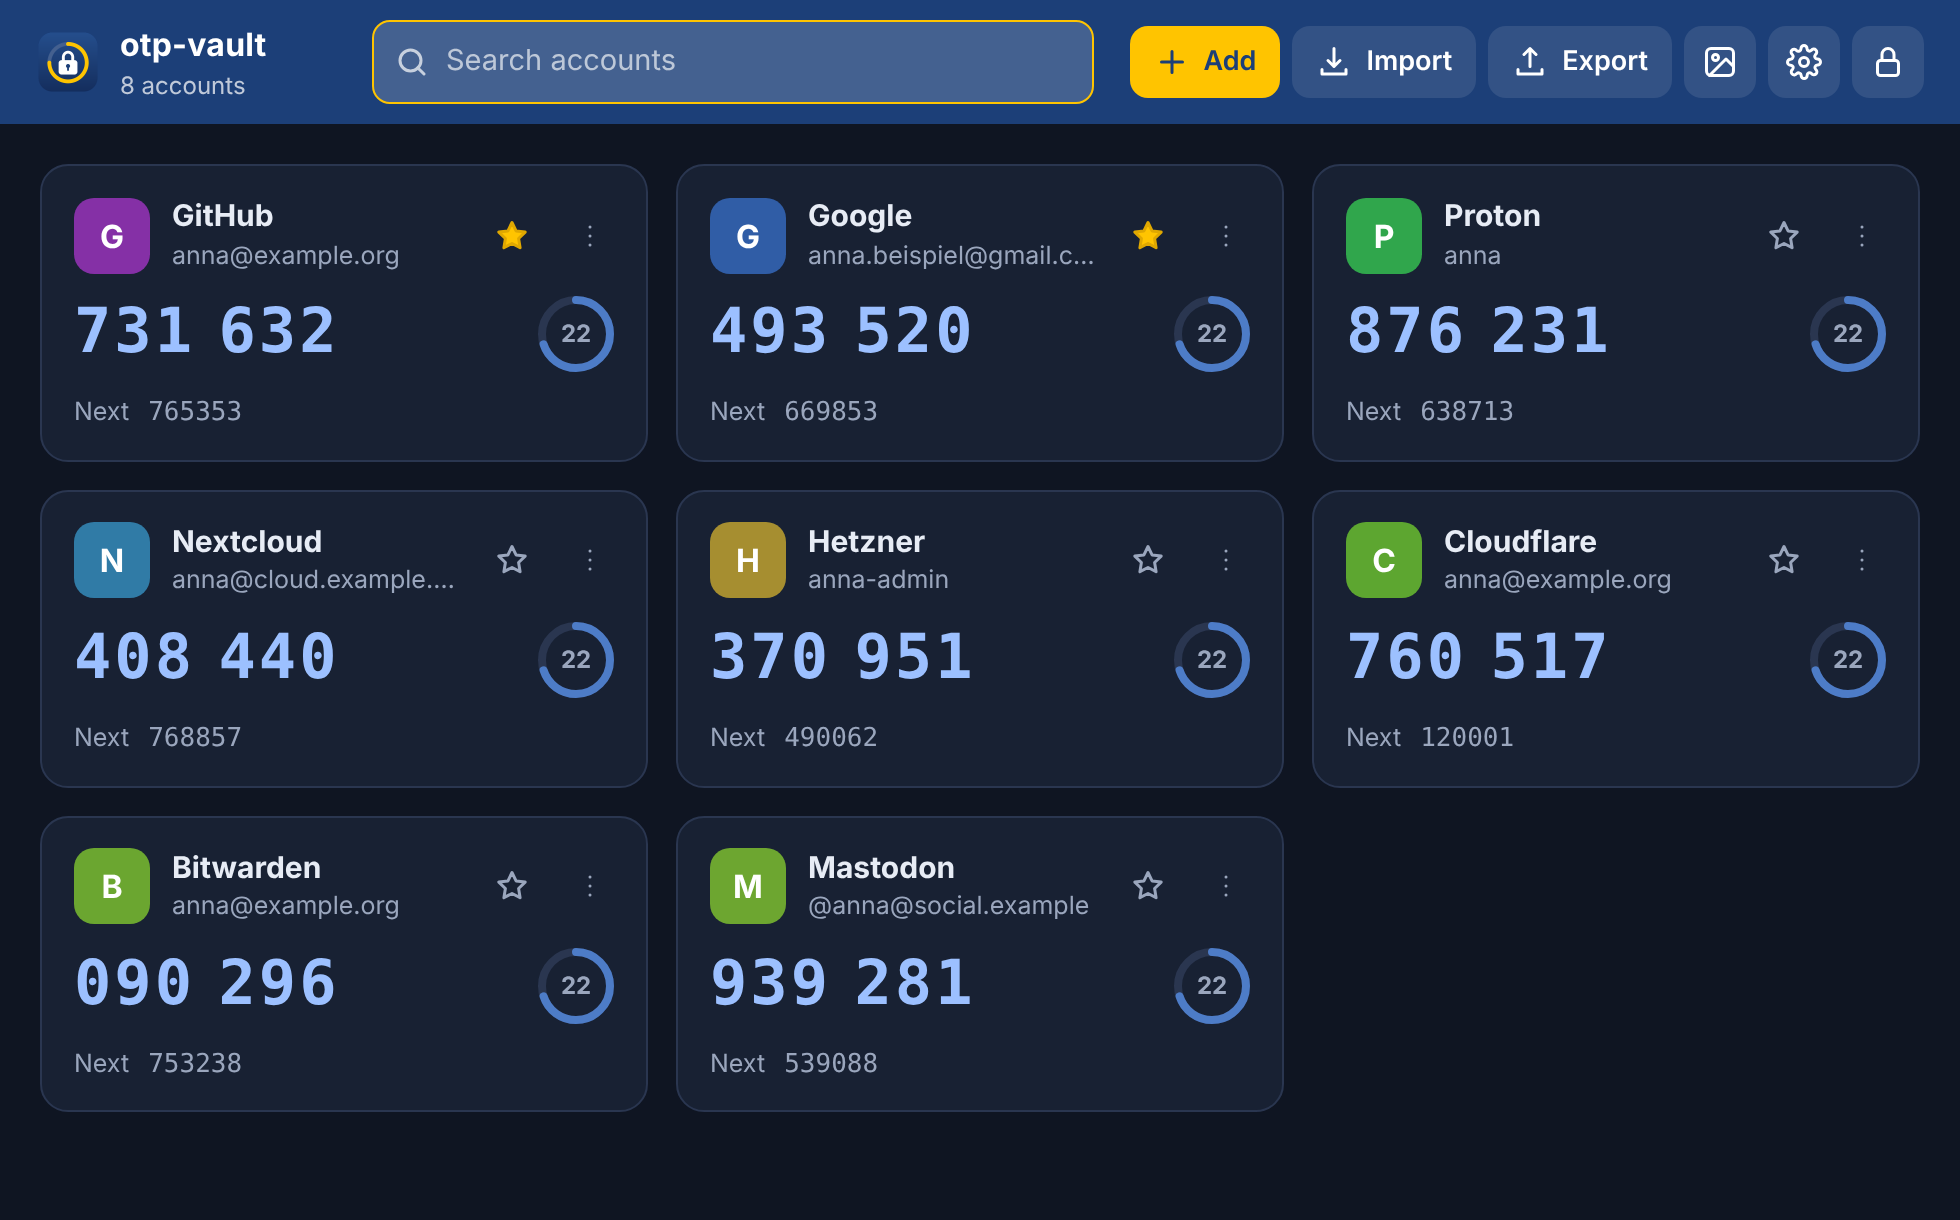 otp-vault
8 accounts
Search accounts
Add
Import
Export
G
GitHub
anna@example.org
731 632
22
Next 765353
G
Google
anna.beispiel@gmail.c...
493 520
22
Next 669853
P
Proton
anna
876 231
22
Next 638713
N
Nextcloud
anna@cloud.example....
408 440
22
Next 768857
H
Hetzner
anna-admin
370 951
22
Next 490062
C
Cloudflare
anna@example.org
760 517
22
Next 120001
B
Bitwarden
anna@example.org
090 296
22
Next 753238
M
Mastodon
@anna@social.example
939 281
22
Next 539088